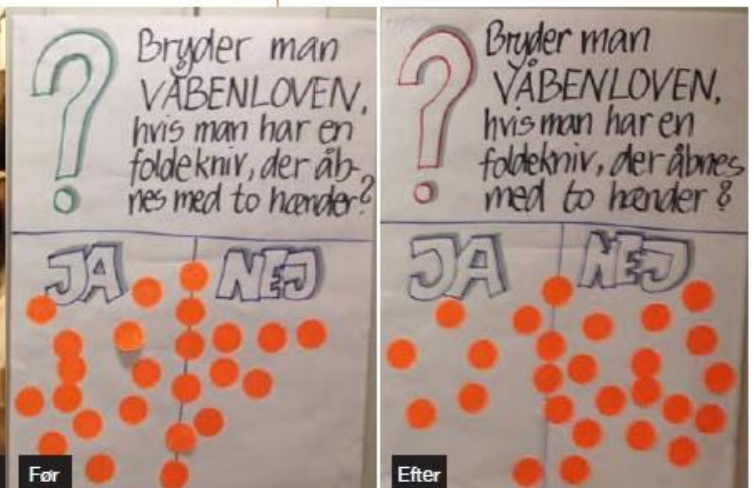 Bryder man
VÅBENLOVEN,
hvis man har en
foldekniv, der åb-
nes med to hænder?
JA NEJ
Før
Bryder man
VÅBENLOVEN,
hvis man har en
foldekniv, der åbnes
med to hænder?
JA NEJ
Efter